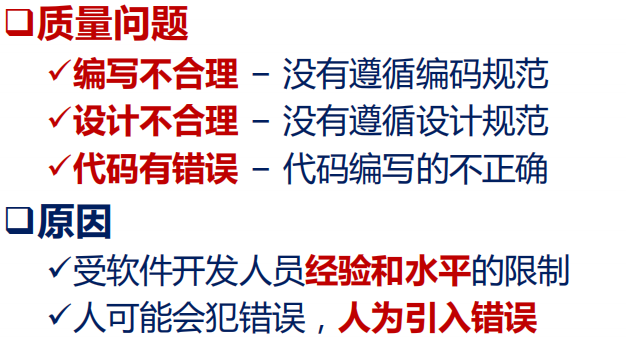 ❑质量问题
✓编写不合理 – 没有遵循编码规范
✓设计不合理 – 没有遵循设计规范
✓代码有错误 – 代码编写的不正确
❑原因
✓受软件开发人员经验和水平的限制
✓人可能会犯错误，人为引入错误